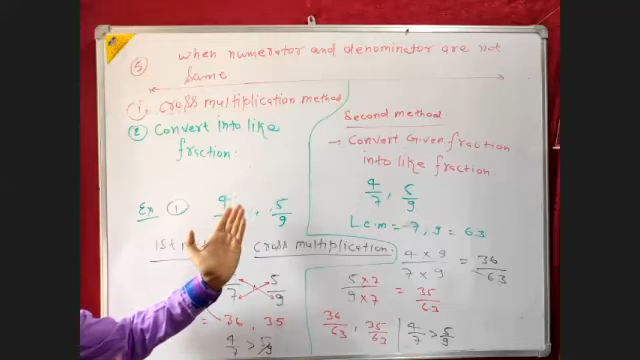 ⑤ when numerator and denominator are not
same
(i, cross multiplication method
② Convert into like
fraction.
Ex ① , 5/9
1st cross multiplication.
7 5/9
= 36, 35
4/7 > 5/9
Second method.
→ Convert Given fraction
into like fraction
4/7, 5/9
L.c.m = 7, 9 = 63
4 × 9 / 7 × 9 = 36/63
5 × 7 / 9 × 7 = 35/63
36/63, 35/63 | 4/7 > 5/9